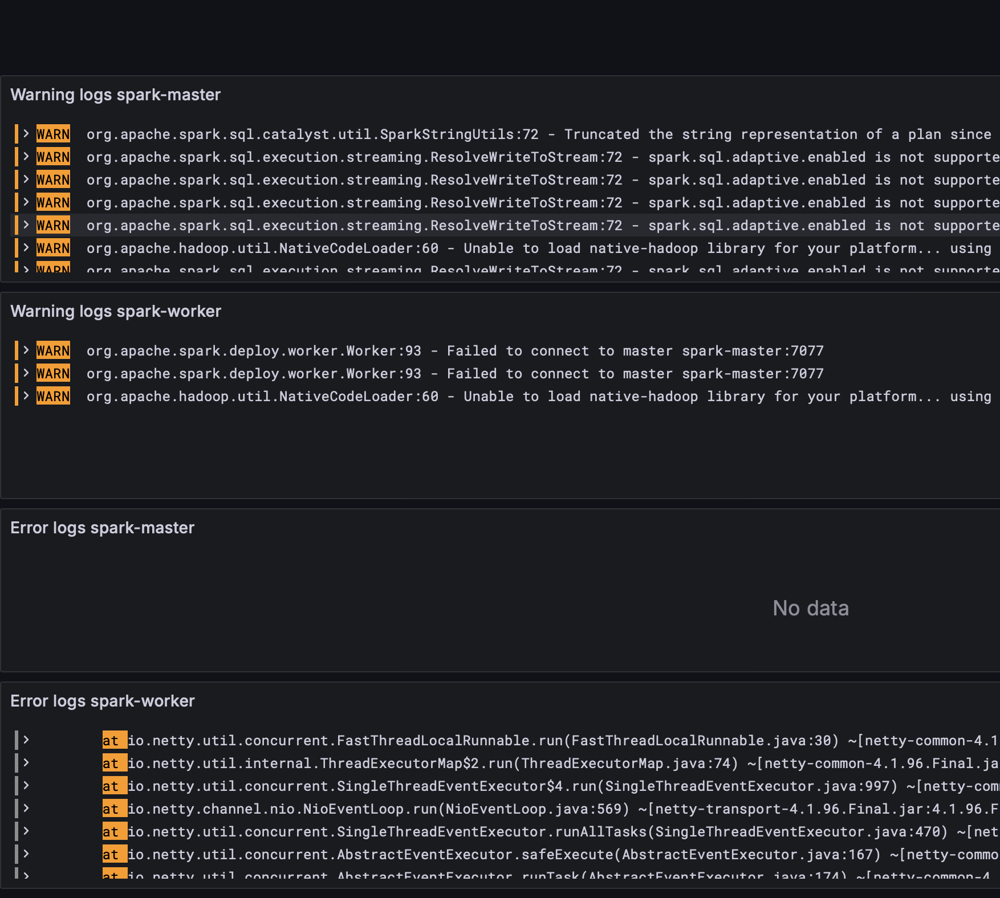 Warning logs spark-master
WARN org.apache.spark.sql.catalyst.util.SparkStringUtils:72 - Truncated the string representation of a plan since
WARN org.apache.spark.sql.execution.streaming.ResolveWriteToStream:72 - spark.sql.adaptive.enabled is not supporte
WARN org.apache.spark.sql.execution.streaming.ResolveWriteToStream:72 - spark.sql.adaptive.enabled is not supporte
WARN org.apache.spark.sql.execution.streaming.ResolveWriteToStream:72 - spark.sql.adaptive.enabled is not supporte
WARN org.apache.spark.sql.execution.streaming.ResolveWriteToStream:72 - spark.sql.adaptive.enabled is not supporte
WARN org.apache.hadoop.util.NativeCodeLoader:60 - Unable to load native-hadoop library for your platform... using
WARN org.apache.spark.sql.execution.streaming.ResolveWriteToStream:72 - spark.sql.adaptive.enabled is not supporte
Warning logs spark-worker
WARN org.apache.spark.deploy.worker.Worker:93 - Failed to connect to master spark-master:7077
WARN org.apache.spark.deploy.worker.Worker:93 - Failed to connect to master spark-master:7077
WARN org.apache.hadoop.util.NativeCodeLoader:60 - Unable to load native-hadoop library for your platform... using
Error logs spark-master
No data
Error logs spark-worker
at io.netty.util.concurrent.FastThreadLocalRunnable.run(FastThreadLocalRunnable.java:30) ~[netty-common-4.1
at io.netty.util.internal.ThreadExecutorMap$2.run(ThreadExecutorMap.java:74) ~[netty-common-4.1.96.Final.ja
at io.netty.util.concurrent.SingleThreadEventExecutor$4.run(SingleThreadEventExecutor.java:997) ~[netty-com
at io.netty.channel.nio.NioEventLoop.run(NioEventLoop.java:569) ~[netty-transport-4.1.96.Final.jar:4.1.96.F
at io.netty.util.concurrent.SingleThreadEventExecutor.runAllTasks(SingleThreadEventExecutor.java:470) ~[net
at io.netty.util.concurrent.AbstractEventExecutor.safeExecute(AbstractEventExecutor.java:167) ~[netty-commo
at io.netty.util.concurrent.AbstractEventExecutor.runTask(AbstractEventExecutor.java:174) ~[netty-common-4